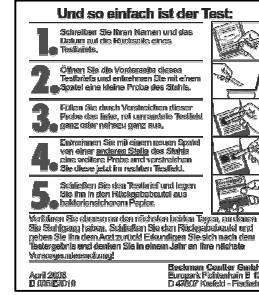 Und so einfach ist der Test:
1. Schreiben Sie Ihren Namen und das
Datum auf die Rückseite eines
Testbriefs.
2. Öffnen Sie die Vorderseite dieses
Testbriefs und entnehmen Sie mit einem
Spatel eine kleine Probe des Stuhls.
3. Füllen Sie durch Verstreichen dieser
Probe das linke, rot umrandete Testfeld
ganz oder nahezu ganz aus.
4. Entnehmen Sie mit einem neuen Spatel
von einer anderen Stelle des Stuhls
eine weitere Probe und verstreichen
Sie diese jetzt im rechten Testfeld.
5. Schließen Sie den Testbrief und legen
Sie ihn in den Rückgabebeutel aus
bakteriensicherem Papier.
Verfahren Sie ebenso an den nächsten beiden Tagen, an denen
Sie Stuhlgang haben. Schließen Sie den Rückgabebeutel und
geben Sie ihn dem Arzt zurück! Erkundigen Sie sich nach dem
Testergebnis und denken Sie in einem Jahr an Ihre nächste
Vorsorgeuntersuchung!
Beckman Coulter GmbH
April 2008 Europark Fichtenhain B
D 47807 Krefeld - Fischeln